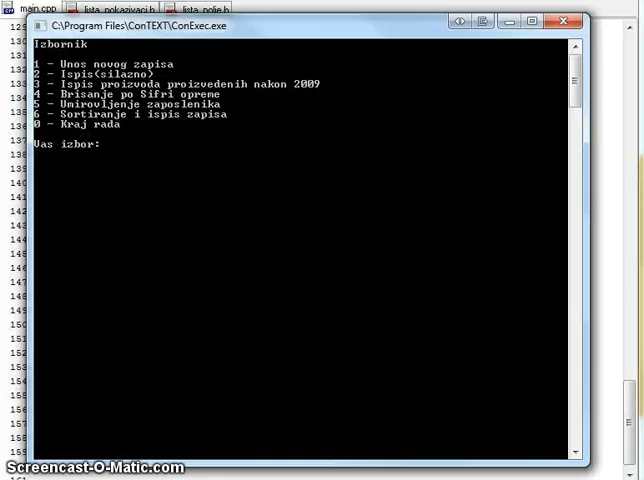 main.cpp lista_pokazivaci.h lista_polje.h
C:\Program Files\ConTEXT\ConExec.exe
Izbornik
1 - Unos novog zapisa
2 - Ispis(silazno)
3 - Ispis proizvoda proizvedenih nakon 2009
4 - Brisanje po Sifri opreme
5 - Umirovljenje zaposlenika
6 - Sortiranje i ispis zapisa
0 - Kraj rada
Vas izbor:
Screencast-O-Matic.com